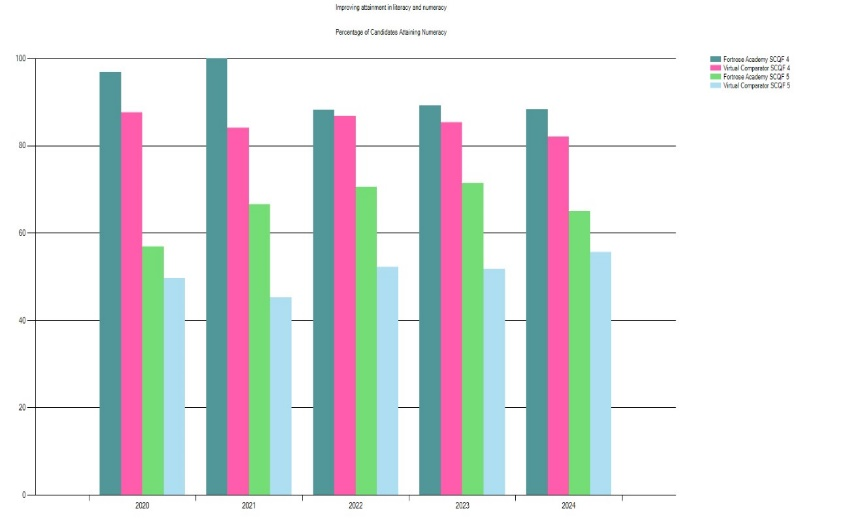 Improving attainment in literacy and numeracy
Percentage of Candidates Attaining Numeracy
100
80
60
40
20
0
2020
2021
2022
2023
2024
Fortrose Academy SCQF 4
Virtual Comparator SCQF 4
Fortrose Academy SCQF 5
Virtual Comparator SCQF 5